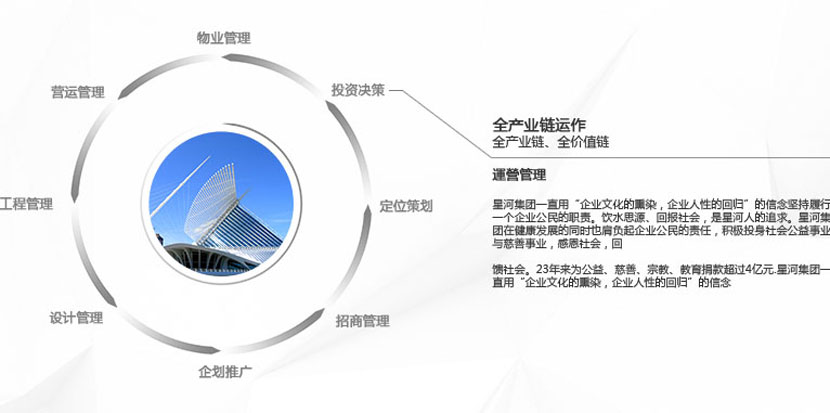 物业管理
营运管理
投资决策
工程管理
定位策划
设计管理
招商管理
企划推广
全产业链运作
全产业链、全价值链
運營管理
星河集团一直用“企业文化的熏染，企业人性的回归”的信念坚持履行
一个企业公民的职责。饮水思源、回报社会，是星河人的追求。星河集
团在健康发展的同时也肩负起企业公民的责任，积极投身社会公益事业
与慈善事业，感恩社会，回
馈社会。23年来为公益、慈善、宗教、教育捐款超过4亿元.星河集团一
直用“企业文化的熏染，企业人性的回归”的信念